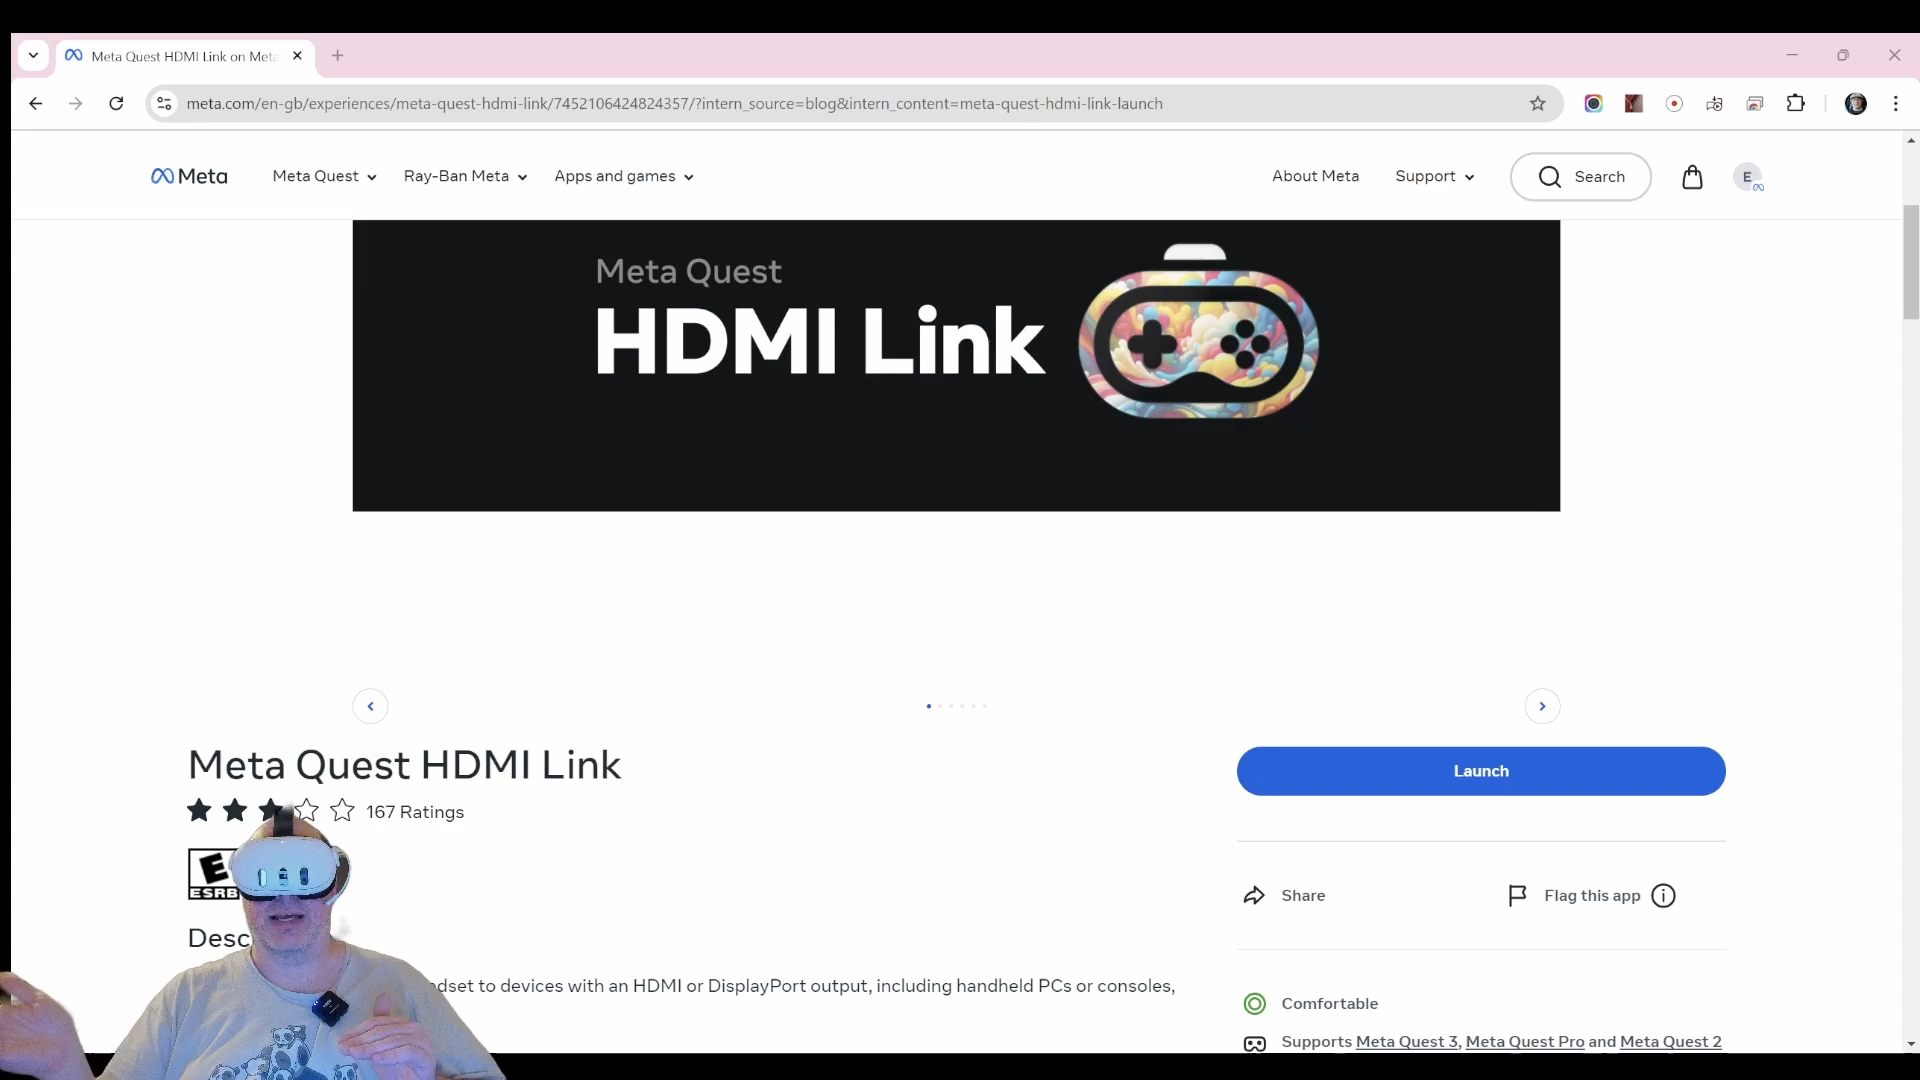 Meta Quest HDMI Link on Meta
meta.com/en-gb/experiences/meta-quest-hdmi-link/7452106424824357/?intern_source=blog&intern_content=meta-quest-hdmi-link-launch
Meta
Meta Quest
Ray-Ban Meta
Apps and games
About Meta
Support
Search
E
Meta Quest
HDMI Link
Meta Quest HDMI Link
167 Ratings
Launch
E
ESRB
Share
Flag this app
Desc
dset to devices with an HDMI or DisplayPort output, including handheld PCs or consoles,
Comfortable
Supports Meta Quest 3, Meta Quest Pro and Meta Quest 2